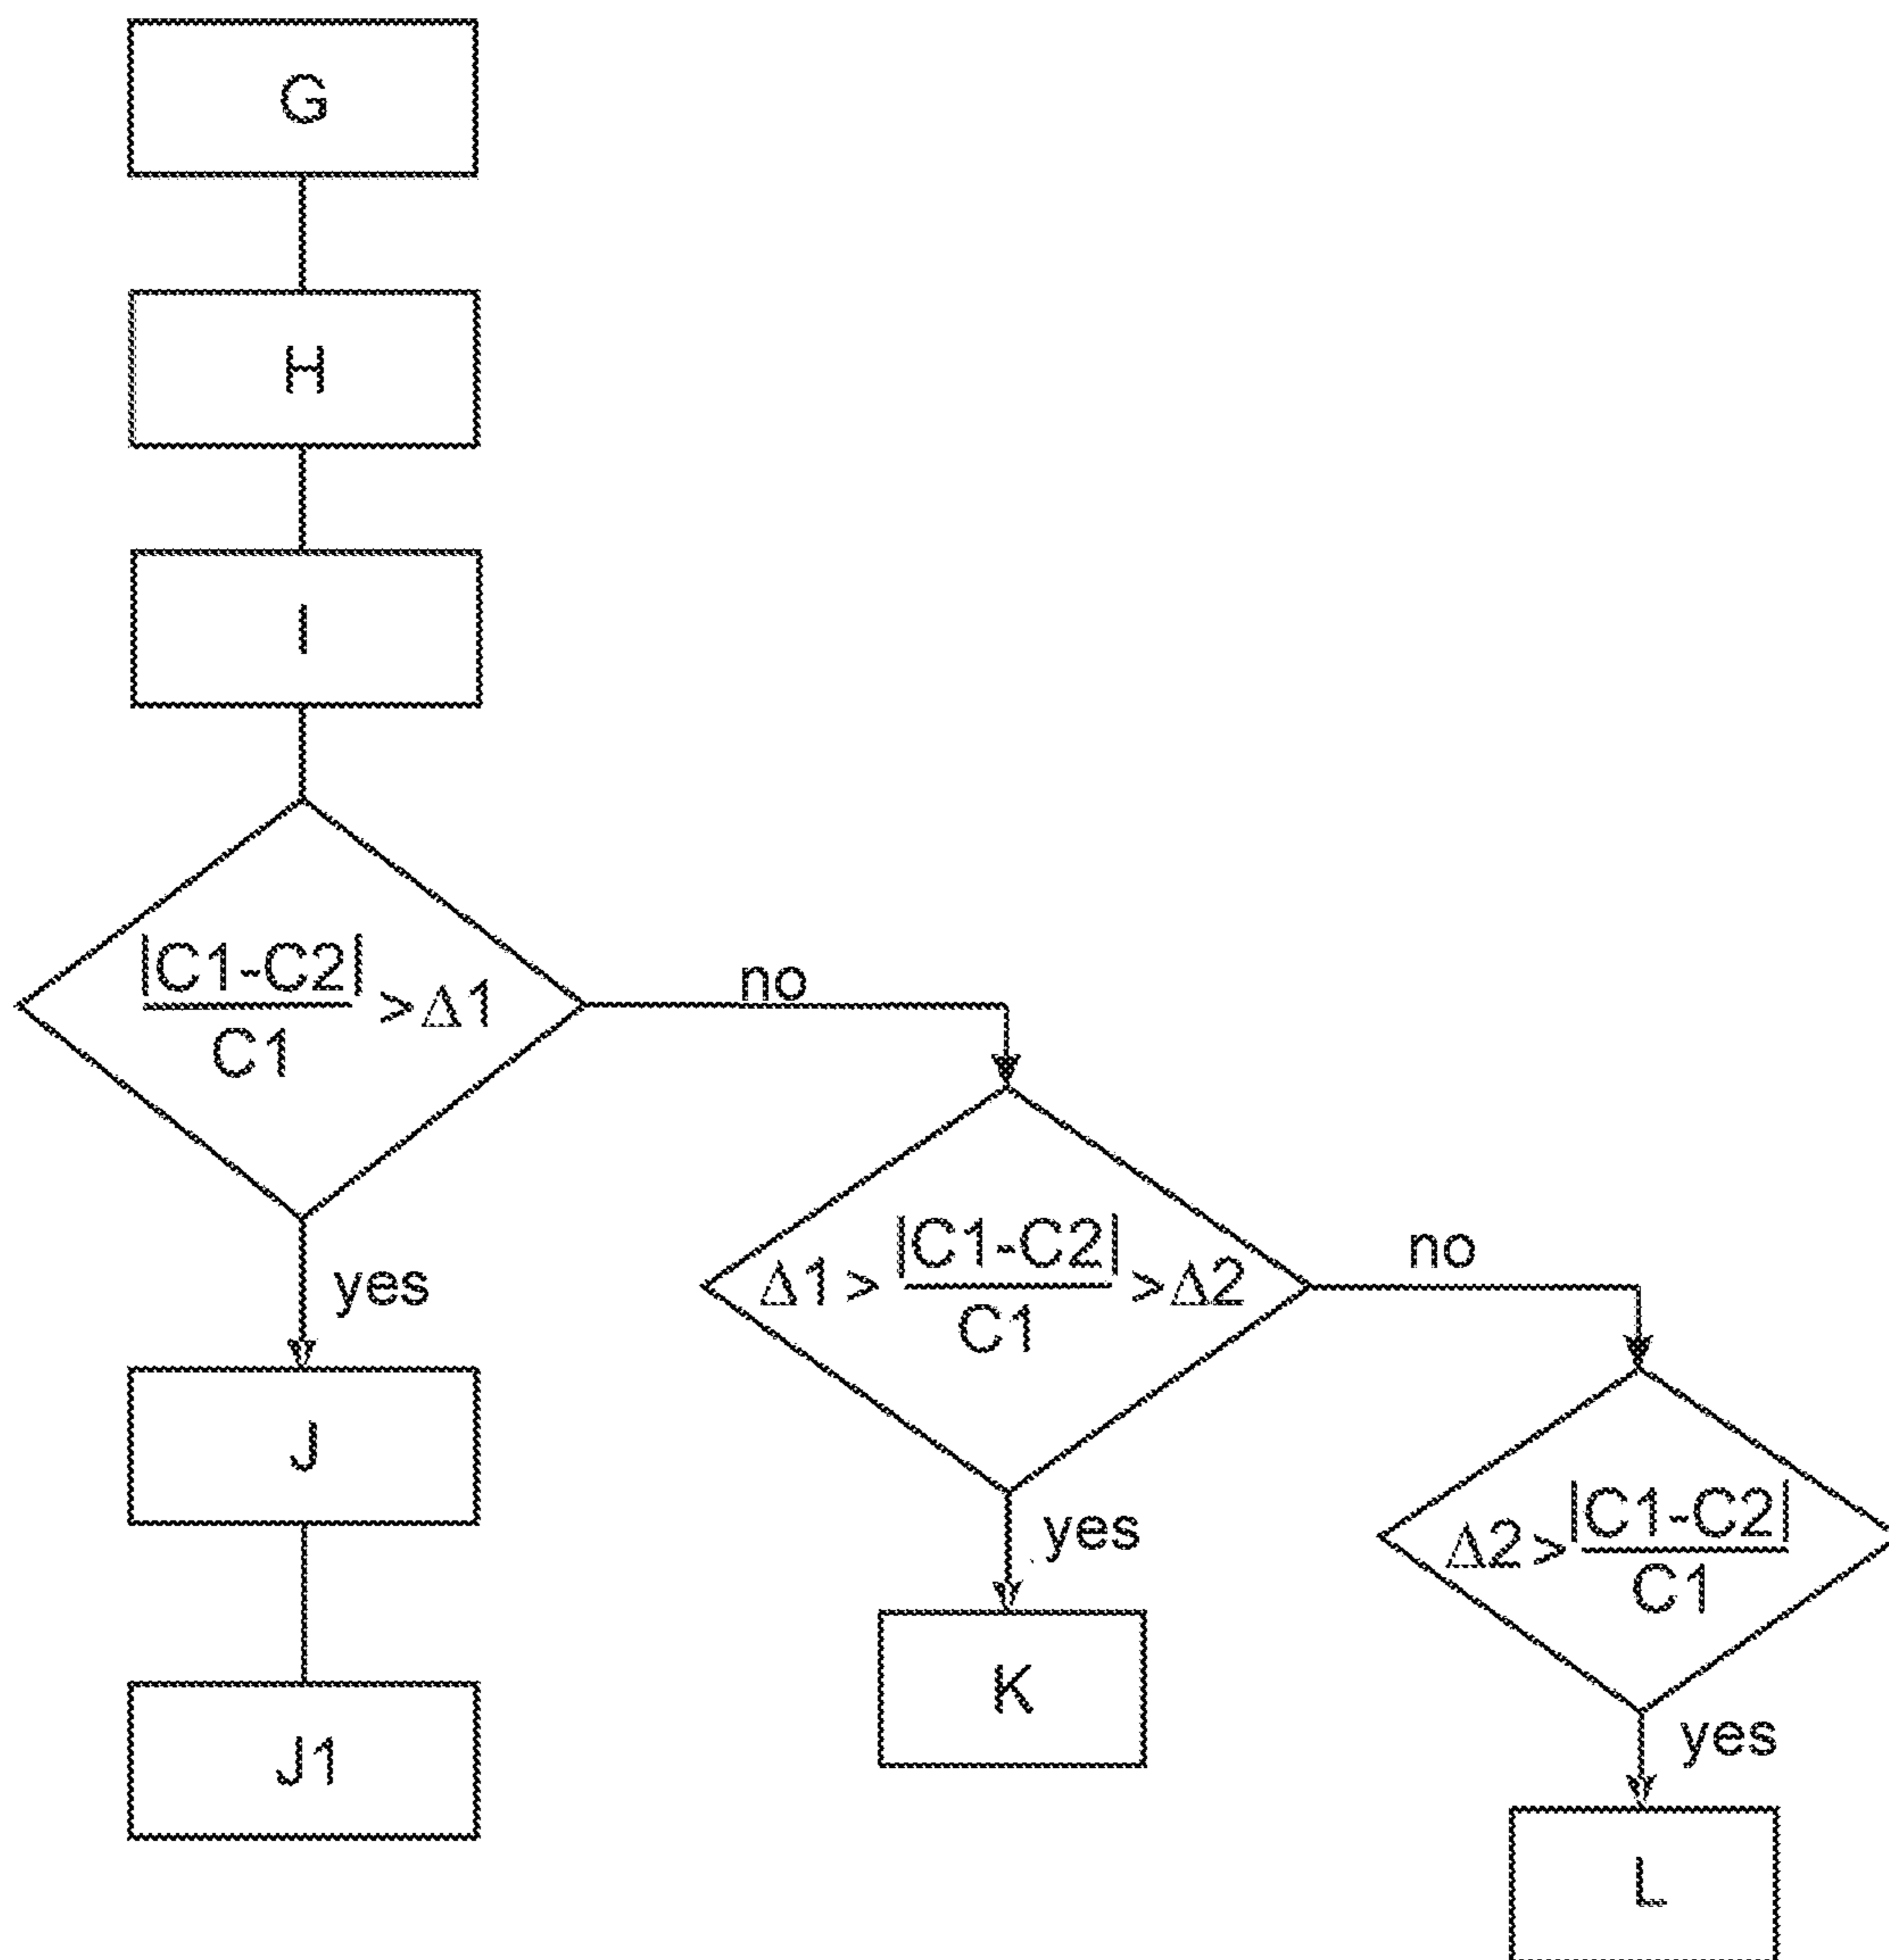 G
H
I
|C1-C2|
C1
>Δ1
no
yes
Δ1 >
|C1-C2|
C1
>Δ2
no
J
yes
Δ2 >
|C1-C2|
C1
K
yes
J1
L